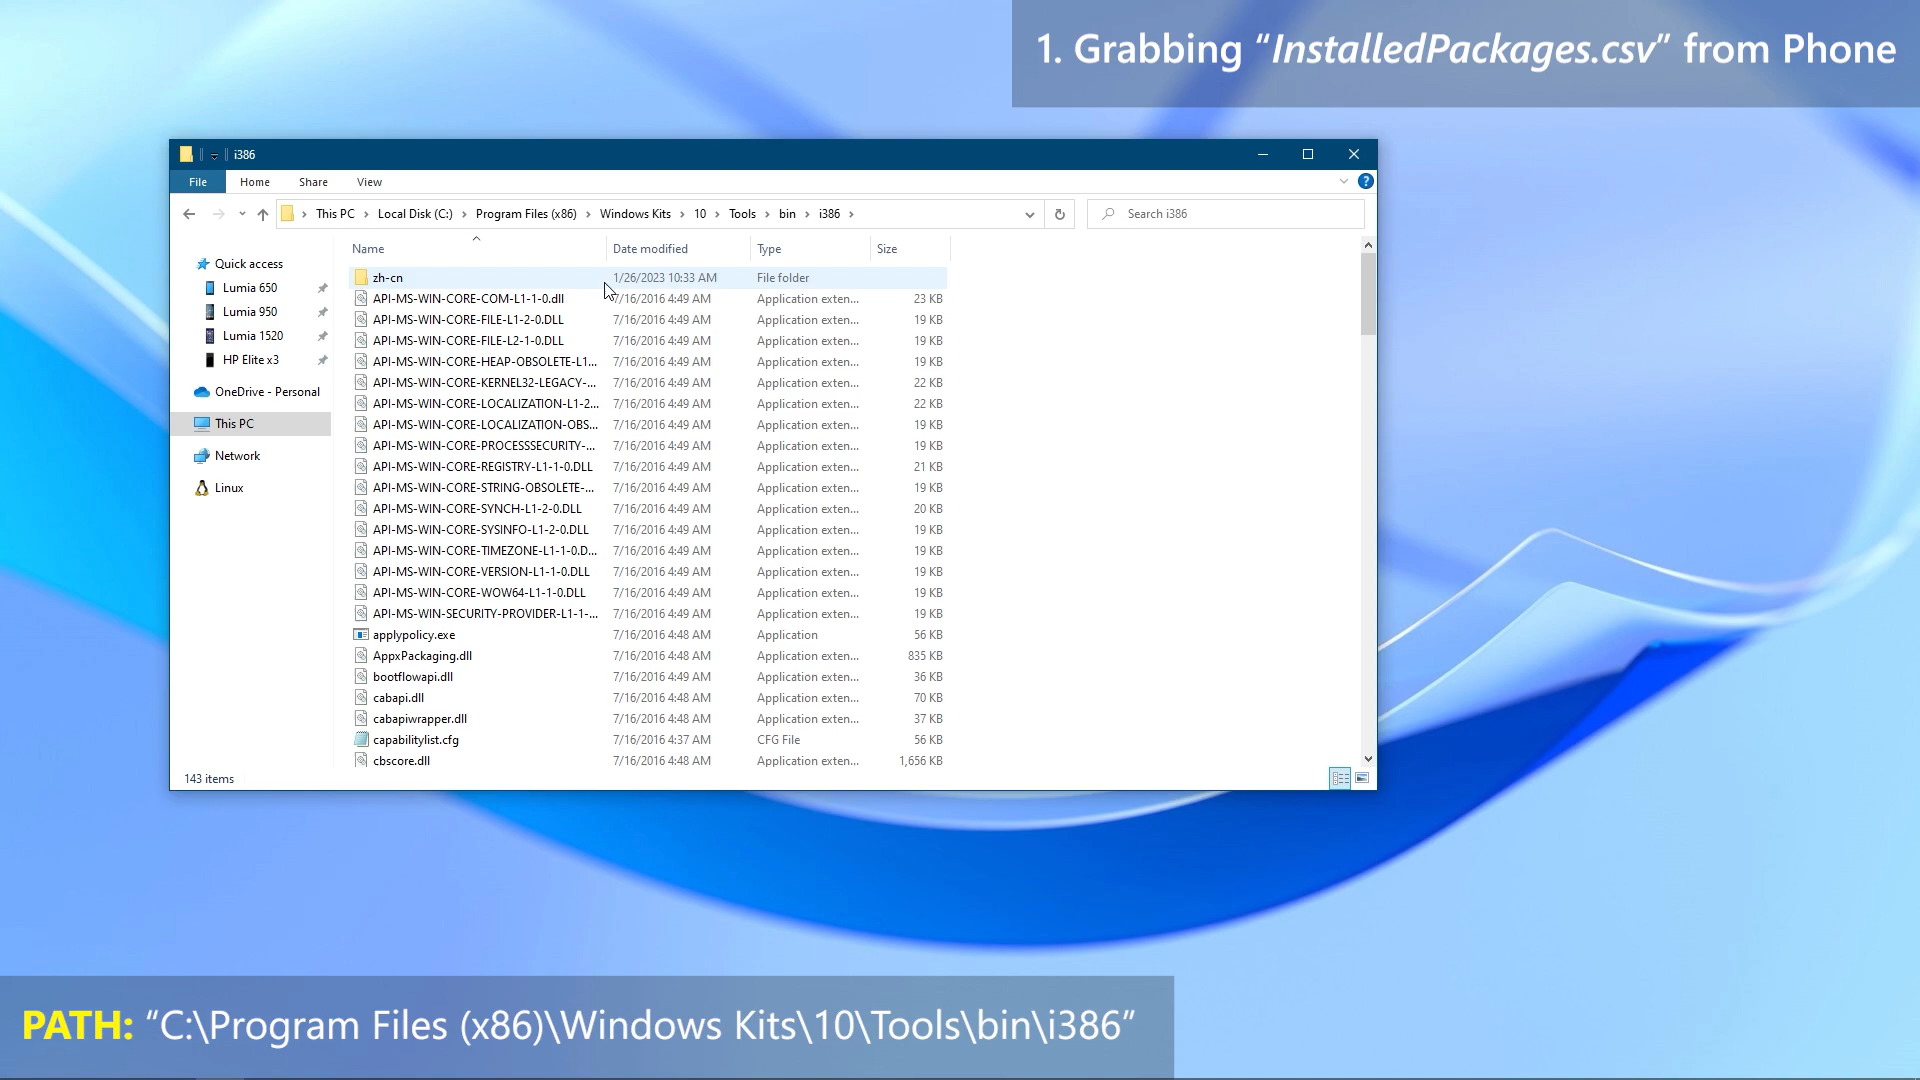 1. Grabbing “InstalledPackages.csv” from Phone
i386
File Home Share View
This PC Local Disk (C:) Program Files (x86) Windows Kits 10 Tools bin i386
Search i386
Quick access
Lumia 650
Lumia 950
Lumia 1520
HP Elite x3
OneDrive - Personal
This PC
Network
Linux
Name Date modified Type Size
zh-cn 1/26/2023 10:33 AM File folder
API-MS-WIN-CORE-COM-L1-1-0.dll 7/16/2016 4:49 AM Application exten... 23 KB
API-MS-WIN-CORE-FILE-L1-2-0.DLL 7/16/2016 4:49 AM Application exten... 19 KB
API-MS-WIN-CORE-FILE-L2-1-0.DLL 7/16/2016 4:49 AM Application exten... 19 KB
API-MS-WIN-CORE-HEAP-OBSOLETE-L1... 7/16/2016 4:49 AM Application exten... 19 KB
API-MS-WIN-CORE-KERNEL32-LEGACY-... 7/16/2016 4:49 AM Application exten... 22 KB
API-MS-WIN-CORE-LOCALIZATION-L1-2... 7/16/2016 4:49 AM Application exten... 22 KB
API-MS-WIN-CORE-LOCALIZATION-OBS... 7/16/2016 4:49 AM Application exten... 19 KB
API-MS-WIN-CORE-PROCESSSECURITY-... 7/16/2016 4:49 AM Application exten... 19 KB
API-MS-WIN-CORE-REGISTRY-L1-1-0.DLL 7/16/2016 4:49 AM Application exten... 21 KB
API-MS-WIN-CORE-STRING-OBSOLETE-... 7/16/2016 4:49 AM Application exten... 19 KB
API-MS-WIN-CORE-SYNCH-L1-2-0.DLL 7/16/2016 4:49 AM Application exten... 20 KB
API-MS-WIN-CORE-SYSINFO-L1-2-0.DLL 7/16/2016 4:49 AM Application exten... 19 KB
API-MS-WIN-CORE-TIMEZONE-L1-1-0.D... 7/16/2016 4:49 AM Application exten... 19 KB
API-MS-WIN-CORE-VERSION-L1-1-0.DLL 7/16/2016 4:49 AM Application exten... 19 KB
API-MS-WIN-CORE-WOW64-L1-1-0.DLL 7/16/2016 4:49 AM Application exten... 19 KB
API-MS-WIN-SECURITY-PROVIDER-L1-1-... 7/16/2016 4:49 AM Application exten... 19 KB
applypolicy.exe 7/16/2016 4:48 AM Application 56 KB
AppxPackaging.dll 7/16/2016 4:48 AM Application exten... 835 KB
bootflowapi.dll 7/16/2016 4:49 AM Application exten... 36 KB
cabapi.dll 7/16/2016 4:48 AM Application exten... 70 KB
cabapiwrapper.dll 7/16/2016 4:48 AM Application exten... 37 KB
capabilitylist.cfg 7/16/2016 4:37 AM CFG File 56 KB
cbscore.dll 7/16/2016 4:48 AM Application exten... 1,656 KB
143 items
PATH: “C:\Program Files (x86)\Windows Kits\10\Tools\bin\i386”